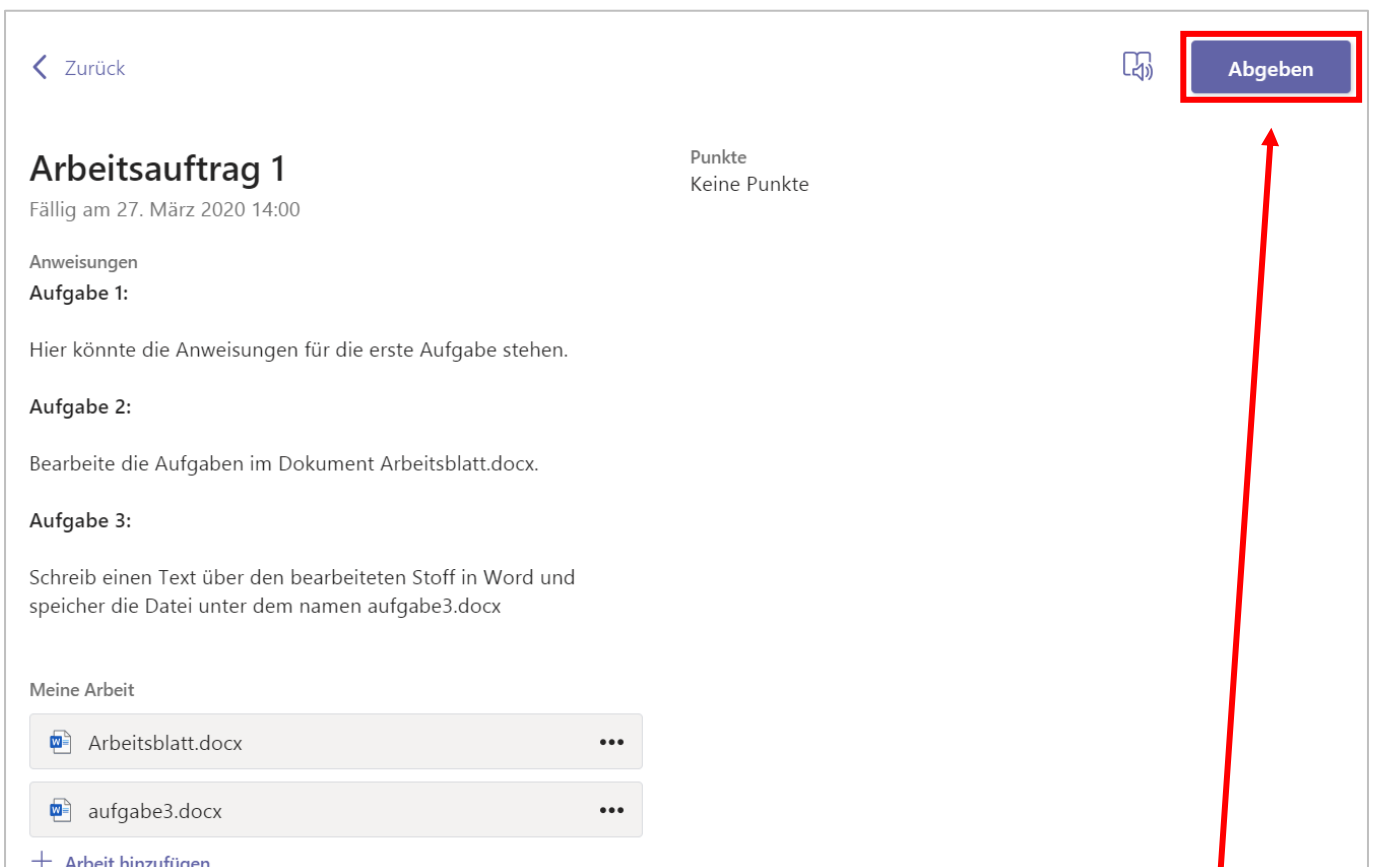 Zurück
Abgeben
Arbeitsauftrag 1
Fällig am 27. März 2020 14:00
Punkte
Keine Punkte
Anweisungen
Aufgabe 1:
Hier könnte die Anweisungen für die erste Aufgabe stehen.
Aufgabe 2:
Bearbeite die Aufgaben im Dokument Arbeitsblatt.docx.
Aufgabe 3:
Schreib einen Text über den bearbeiteten Stoff in Word und
speicher die Datei unter dem namen aufgabe3.docx
Meine Arbeit
Arbeitsblatt.docx
aufgabe3.docx
Arbeit hinzufügen